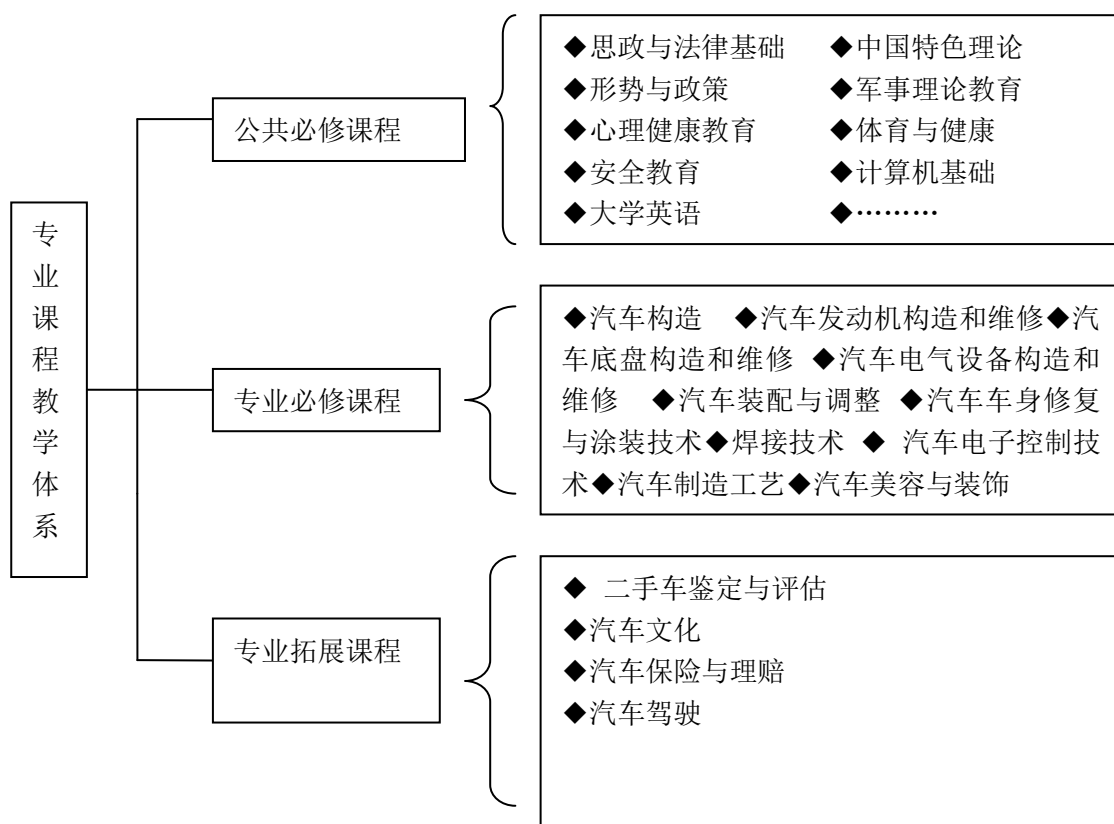 专业课程教学体系
公共必修课程
◆思政与法律基础 ◆中国特色理论
◆形势与政策 ◆军事理论教育
◆心理健康教育 ◆体育与健康
◆安全教育 ◆计算机基础
◆大学英语 ◆………
专业必修课程
◆汽车构造 ◆汽车发动机构造和维修◆汽
车底盘构造和维修 ◆汽车电气设备构造和
维修 ◆汽车装配与调整 ◆汽车车身修复
与涂装技术◆焊接技术 ◆ 汽车电子控制技
术◆汽车制造工艺◆汽车美容与装饰
专业拓展课程
◆ 二手车鉴定与评估
◆汽车文化
◆汽车保险与理赔
◆汽车驾驶